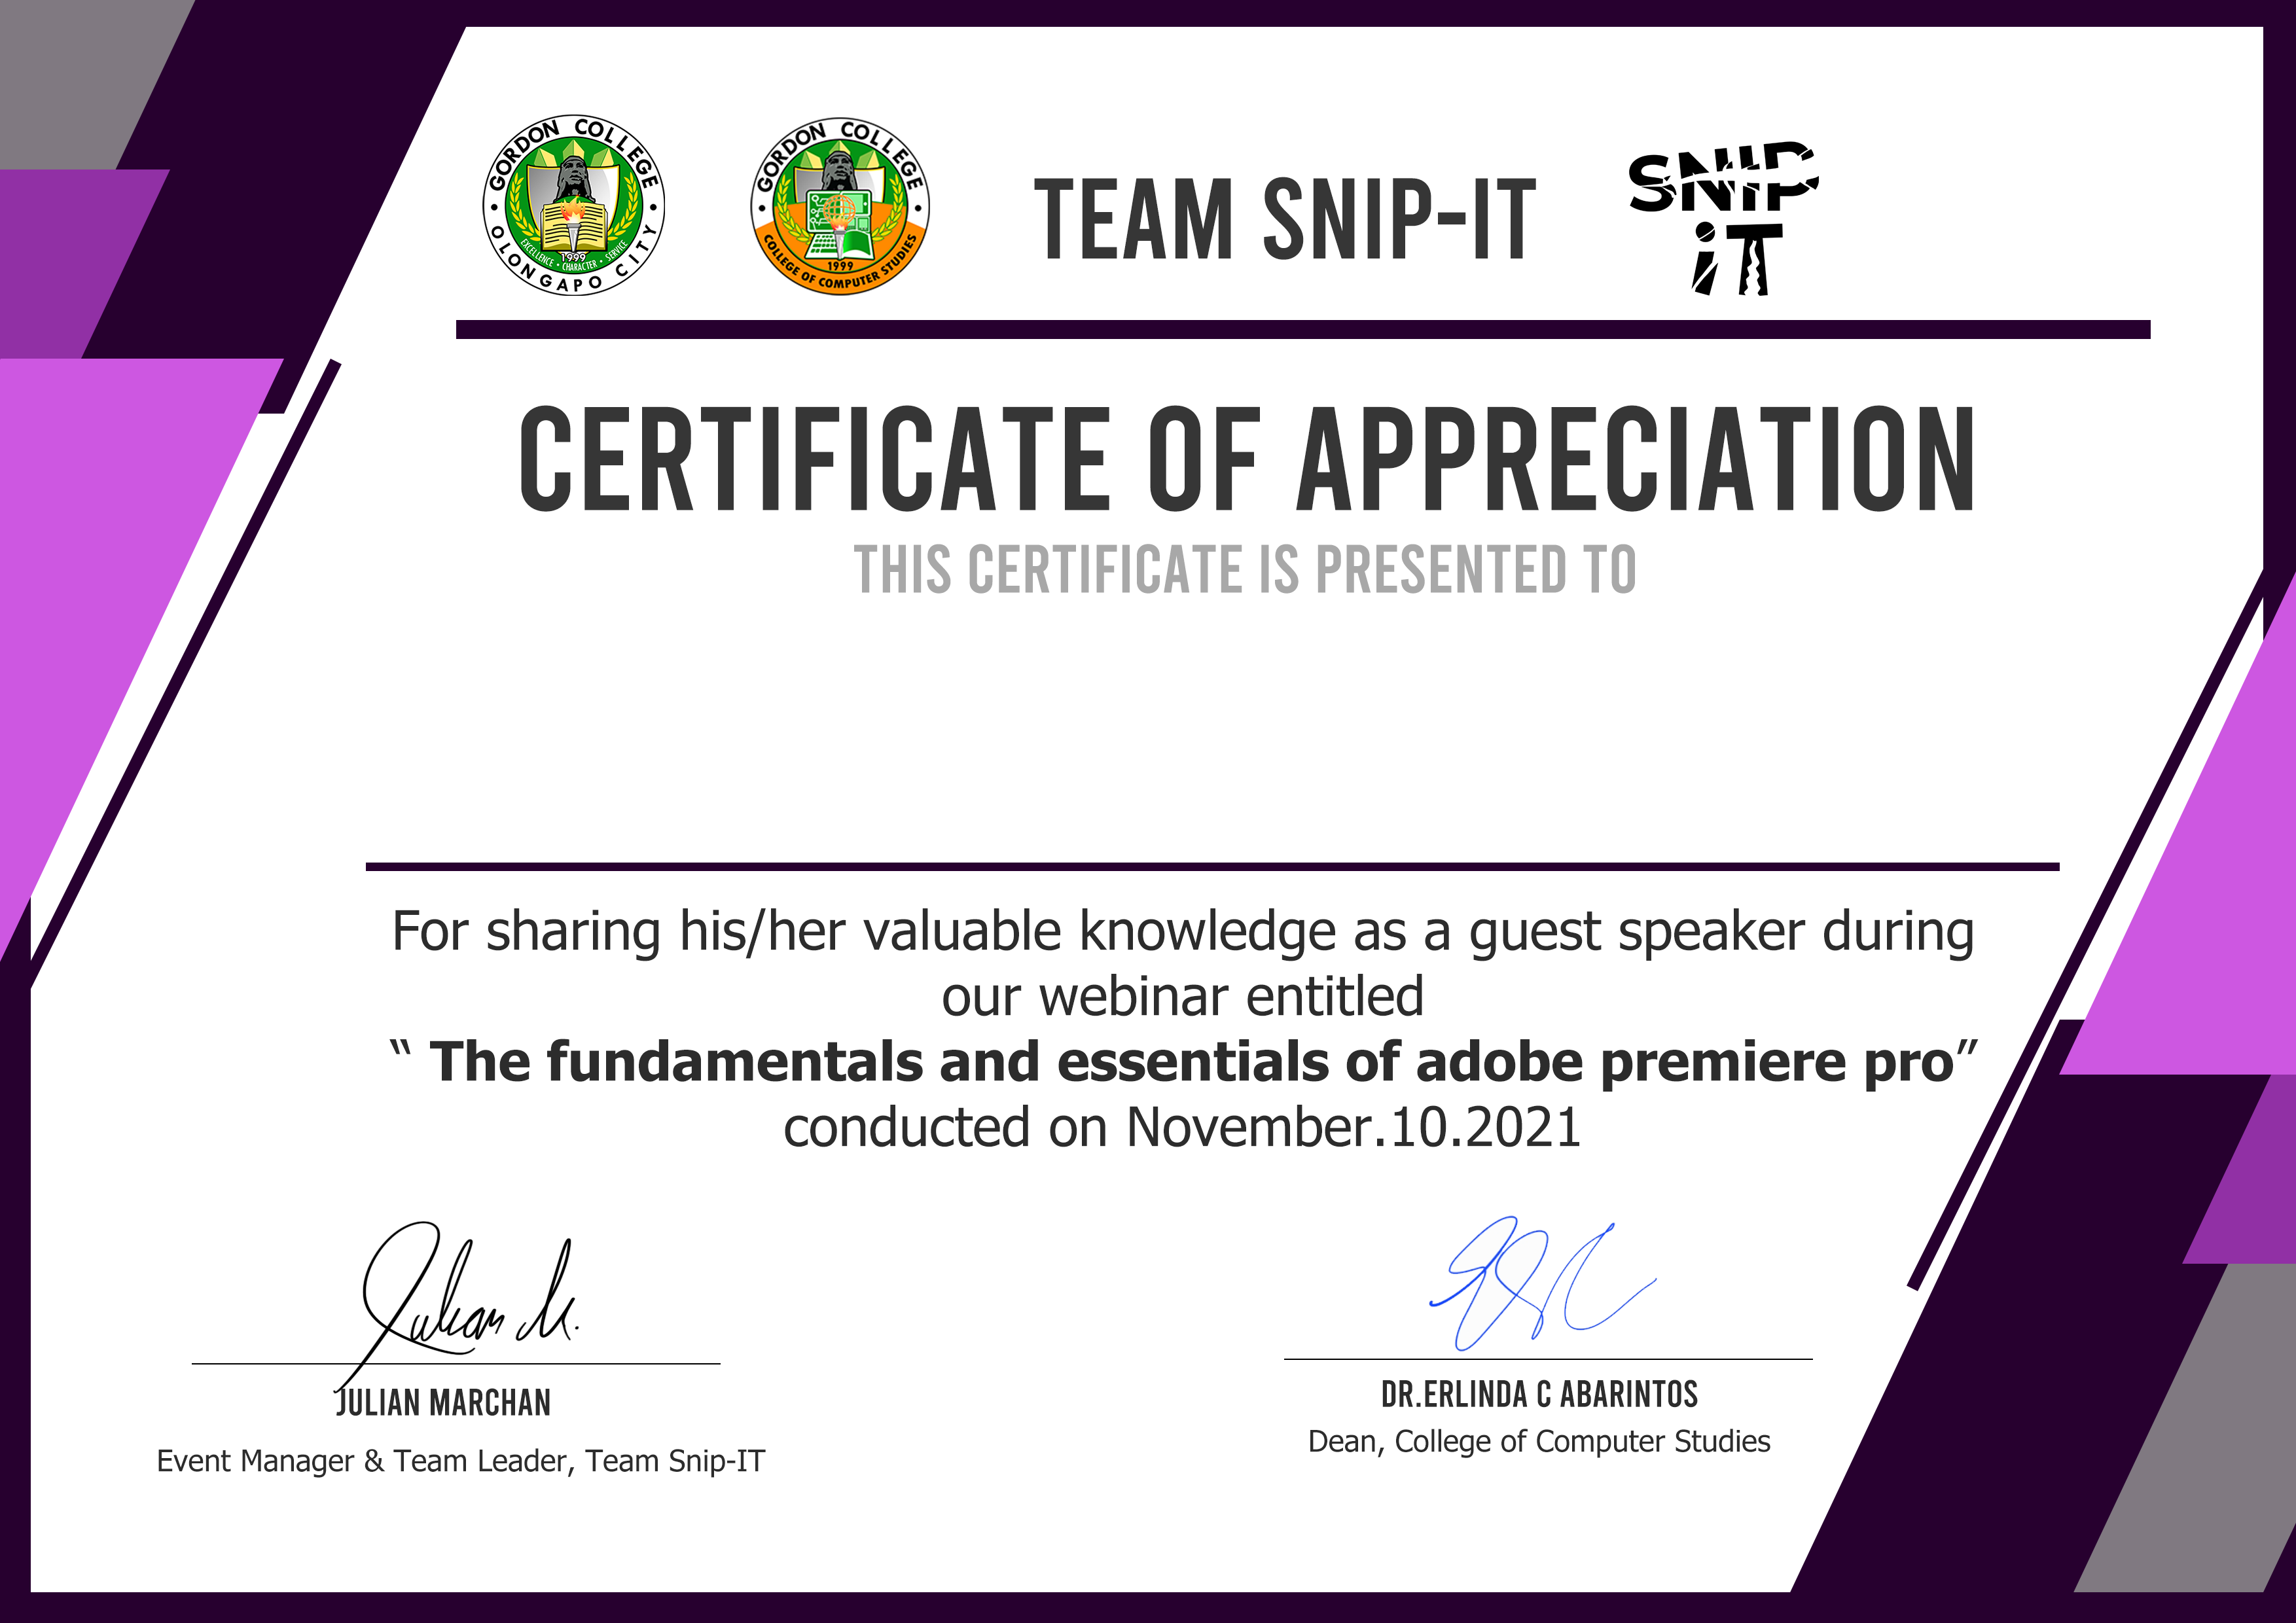 GORDON COLLEGE
OLONGAPO CITY
EXCELLENCE • CHARACTER • SERVICE
1999
GORDON COLLEGE
COLLEGE OF COMPUTER STUDIES
1999
TEAM SNIP-IT
SNIP
iT
CERTIFICATE OF APPRECIATION
THIS CERTIFICATE IS PRESENTED TO
For sharing his/her valuable knowledge as a guest speaker during
our webinar entitled
“ The fundamentals and essentials of adobe premiere pro”
conducted on November.10.2021
Julian M.
JULIAN MARCHAN
DR.ERLINDA C ABARINTOS
Event Manager & Team Leader, Team Snip-IT
Dean, College of Computer Studies